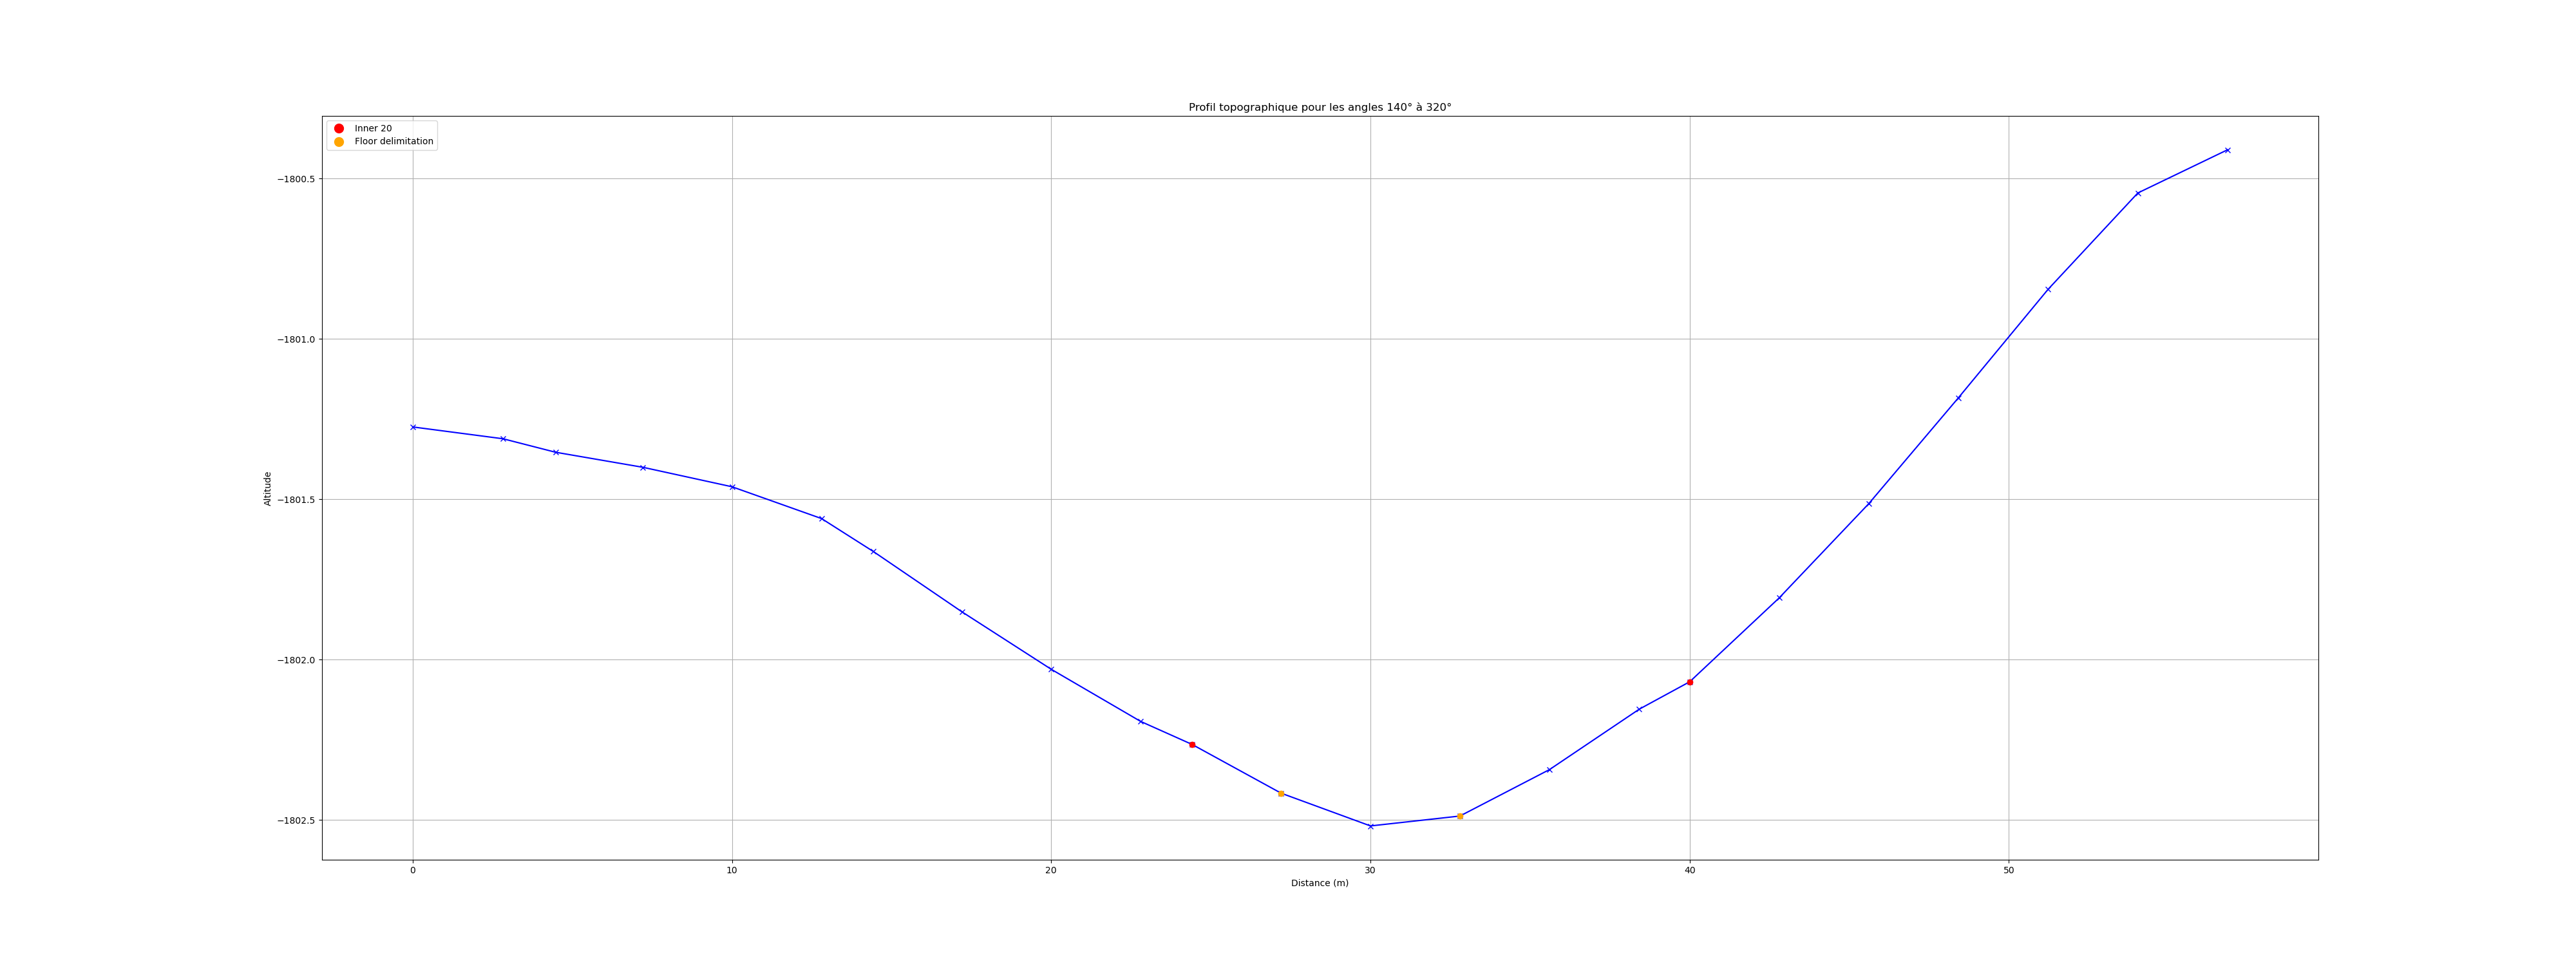 Profil topographique pour les angles 140° à 320°
Inner 20
Floor delimitation
−1800.5
−1801.0
−1801.5
−1802.0
−1802.5
Altitude
0 10 20 30 40 50
Distance (m)